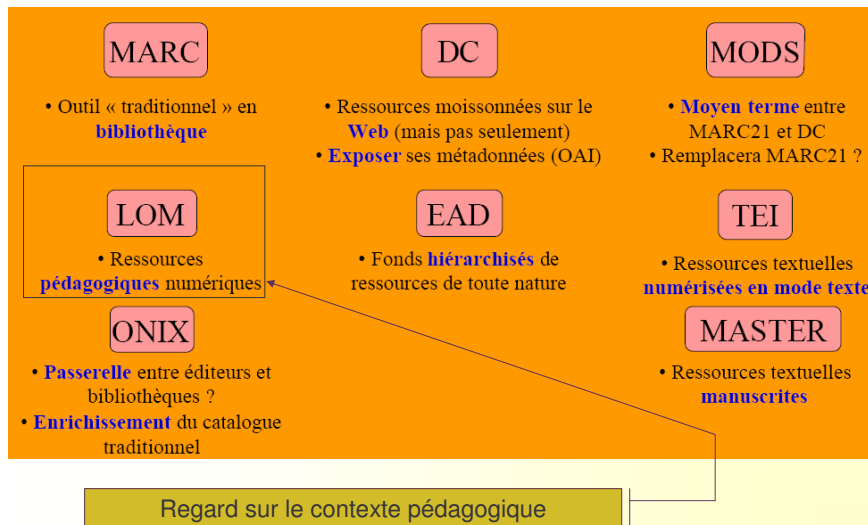 MARC
• Outil « traditionnel » en
bibliothèque
DC
• Ressources moissonnées sur le
Web (mais pas seulement)
• Exposer ses métadonnées (OAI)
MODS
• Moyen terme entre
MARC21 et DC
• Remplacera MARC21 ?
LOM
• Ressources
pédagogiques numériques
EAD
• Fonds hiérarchisés de
ressources de toute nature
TEI
• Ressources textuelles
numérisées en mode texte
ONIX
• Passerelle entre éditeurs et
bibliothèques ?
• Enrichissement du catalogue
traditionnel
MASTER
• Ressources textuelles
manuscrites
Regard sur le contexte pédagogique